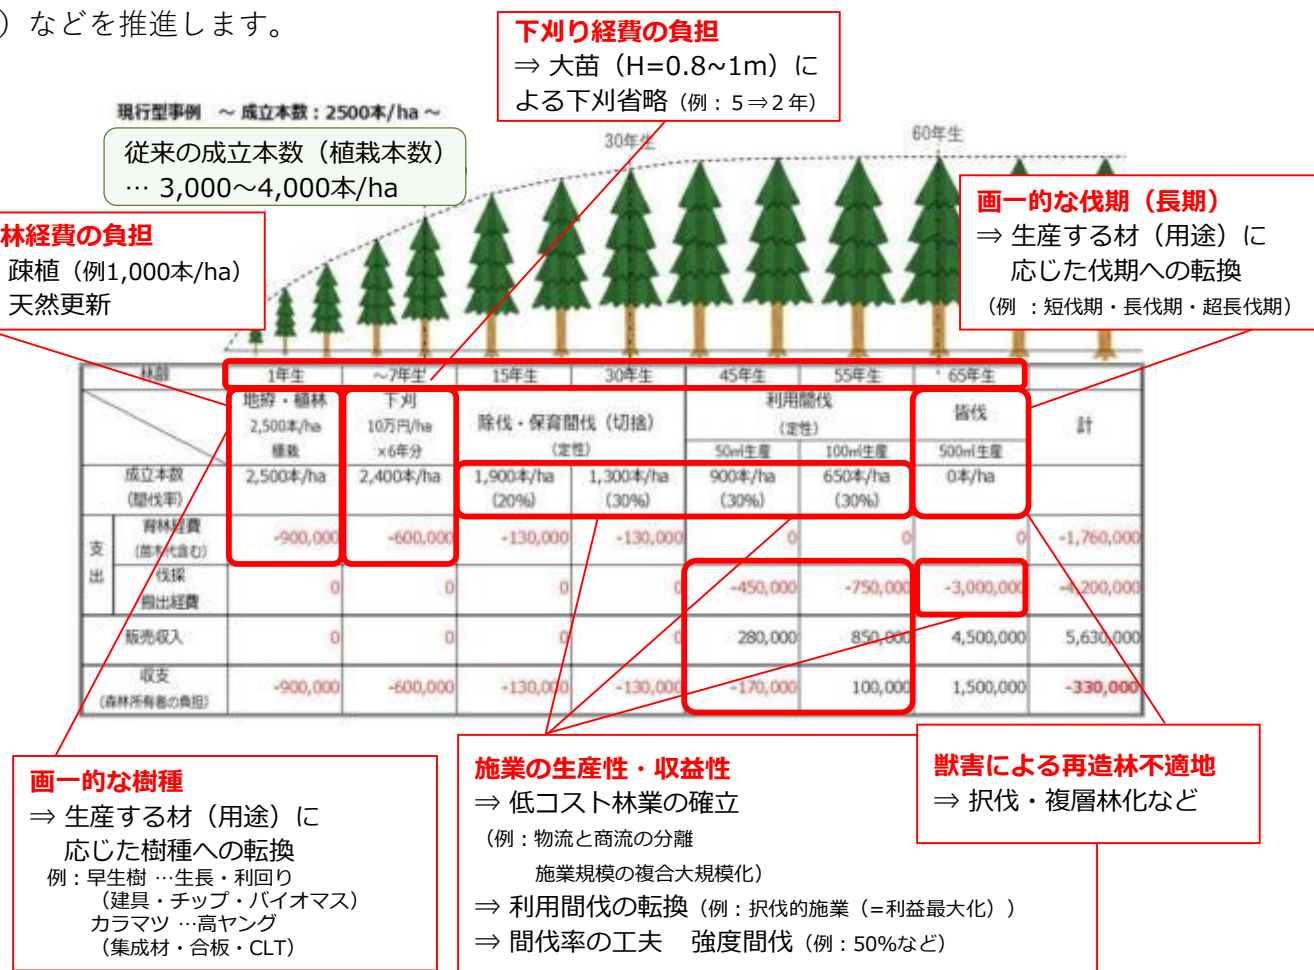 ）などを推進します。
下刈り経費の負担
⇒ 大苗（H=0.8~1m）に
よる下刈省略（例：５⇒２年）
現行型事例　～ 成立本数：2500本/ha ～
従来の成立本数（植栽本数）
… 3,000～4,000本/ha
30年生
60年生
林経費の負担
疎植（例1,000本/ha）
天然更新
画一的な伐期（長期）
⇒ 生産する材（用途）に
応じた伐期への転換
（例 ：短伐期・長伐期・超長伐期）
林齢 1年生 ～7年生 15年生 30年生 45年生 55年生 65年生
地拵・植林 下刈 除伐・保育間伐（切捨） 利用間伐 皆伐 計
2,500本/ha 10万円/ha (定性) (定性)
植栽 ×6年分 50㎥生産 100㎥生産 500㎥生産
成立本数 2,500本/ha 2,400本/ha 1,900本/ha 1,300本/ha 900本/ha 650本/ha 0本/ha
(間伐率) (20%) (30%) (30%) (30%)
支出
育林経費 -900,000 -600,000 -130,000 -130,000 0 0 0 -1,760,000
(苗木代含む)
伐採
搬出経費 0 0 0 0 -450,000 -750,000 -3,000,000 -4,200,000
販売収入 0 0 0 0 280,000 850,000 4,500,000 5,630,000
収支 -900,000 -600,000 -130,000 -130,000 -170,000 100,000 1,500,000 -330,000
(森林所有者の負担)
画一的な樹種
⇒ 生産する材（用途）に
応じた樹種への転換
例：早生樹 …生長・利回り
（建具・チップ・バイオマス）
カラマツ …高ヤング
（集成材・合板・CLT）
施業の生産性・収益性
⇒ 低コスト林業の確立
（例：物流と商流の分離
施業規模の複合大規模化）
⇒ 利用間伐の転換（例：択伐的施業（=利益最大化））
⇒ 間伐率の工夫　強度間伐（例：50%など）
獣害による再造林不適地
⇒ 択伐・複層林化など